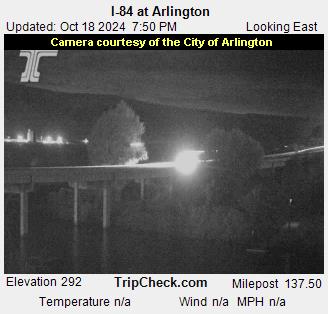 I-84 at Arlington
Updated: Oct 18 2024 7:50 PM Looking East
Camera courtesy of the City of Arlington
Elevation 292 TripCheck.com Milepost 137.50
Temperature n/a Wind n/a MPH n/a